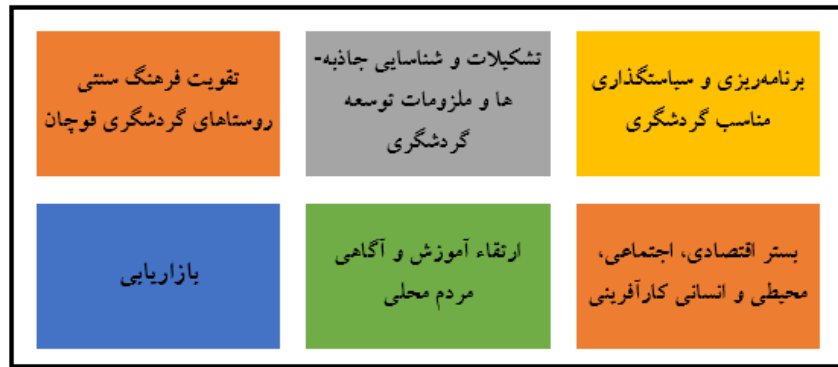 برنامه‌ریزی و سیاستگذاری
مناسب گردشگری
تشکیلات و شناسایی جاذبه-
ها و ملزومات توسعه
گردشگری
تقویت فرهنگ سنتی
روستاهای گردشگری قوچان
بستر اقتصادی، اجتماعی،
محیطی و انسانی کارآفرینی
ارتقاء آموزش و آگاهی
مردم محلی
بازاریابی